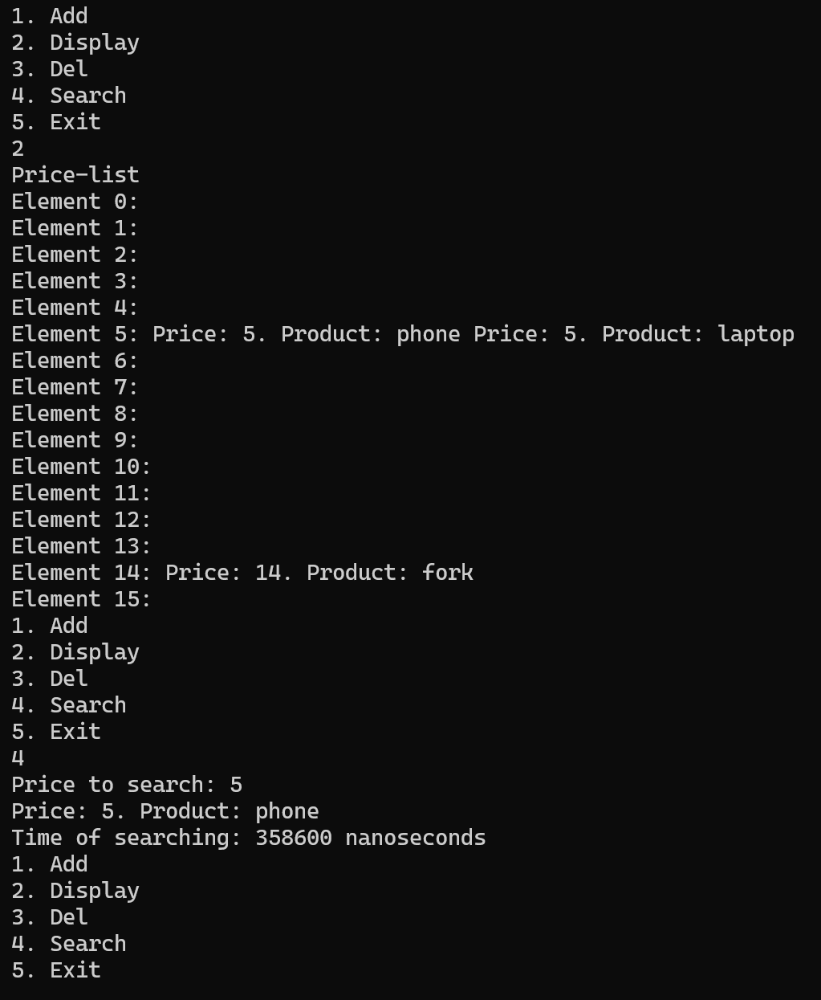 1. Add
2. Display
3. Del
4. Search
5. Exit
2
Price-list
Element 0:
Element 1:
Element 2:
Element 3:
Element 4:
Element 5: Price: 5. Product: phone Price: 5. Product: laptop
Element 6:
Element 7:
Element 8:
Element 9:
Element 10:
Element 11:
Element 12:
Element 13:
Element 14: Price: 14. Product: fork
Element 15:
1. Add
2. Display
3. Del
4. Search
5. Exit
4
Price to search: 5
Price: 5. Product: phone
Time of searching: 358600 nanoseconds
1. Add
2. Display
3. Del
4. Search
5. Exit